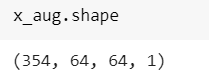 x_aug.shape
(354, 64, 64, 1)